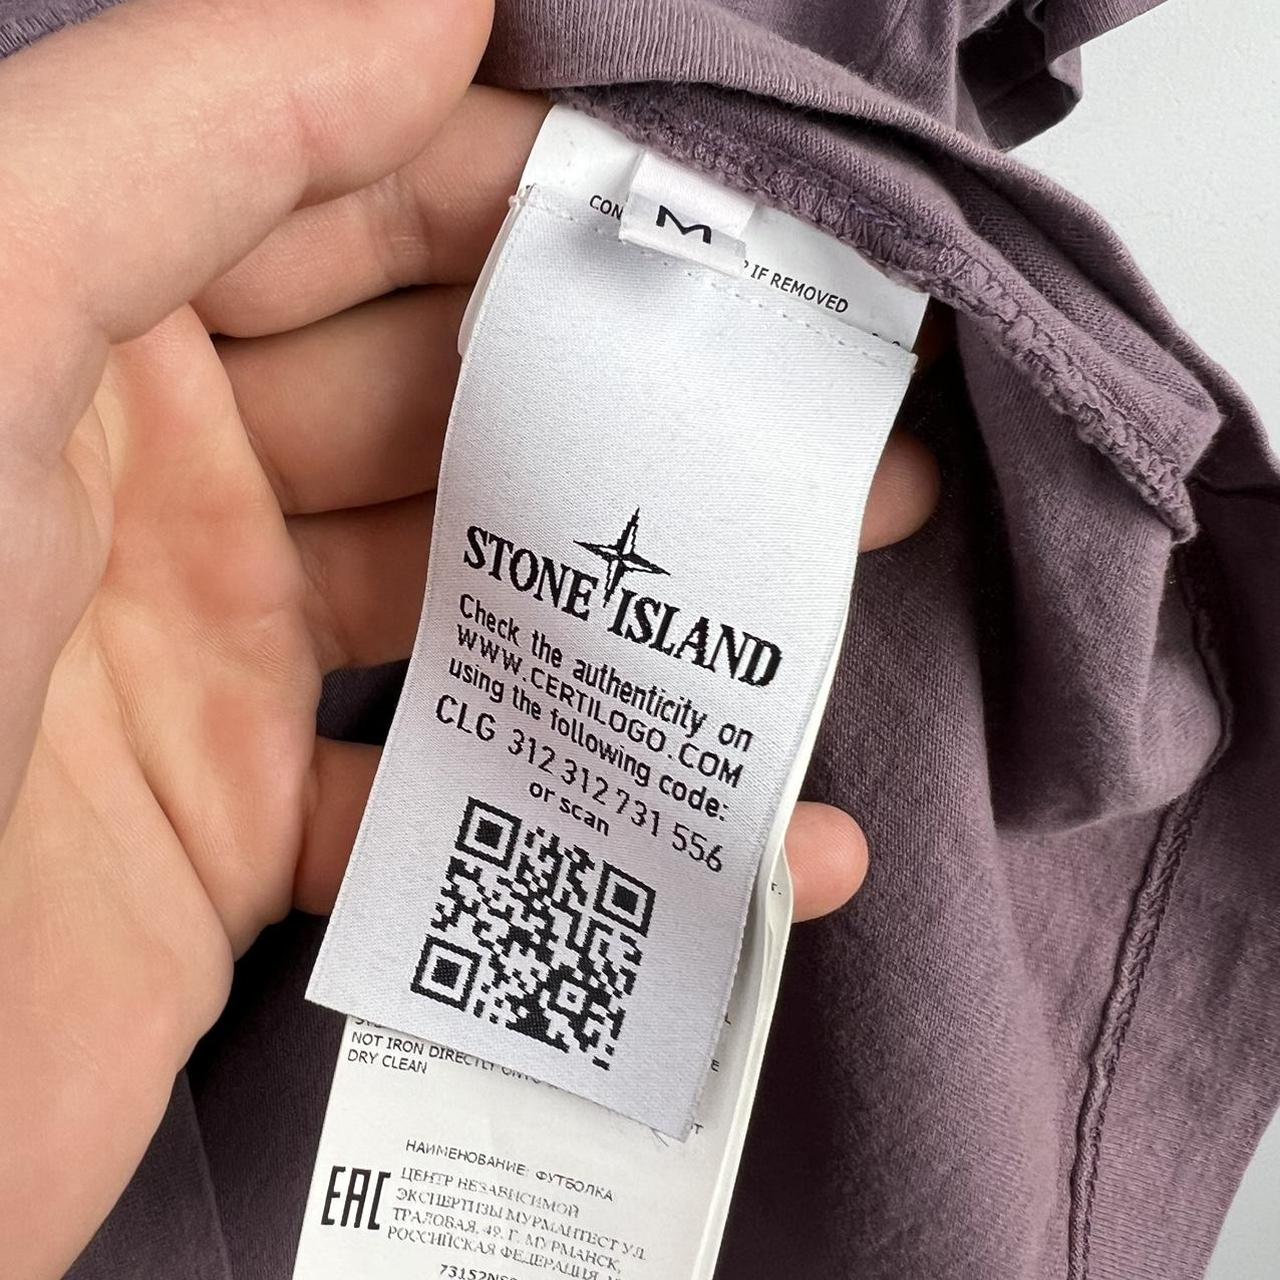 M
CON
IF REMOVED
STONE ISLAND
Check the authenticity on
WWW.CERTILOGO.COM
using the following code:
CLG 312 312 731 556
or scan
NOT IRON DIRECTLY ONTO
DRY CLEAN
НАИМЕНОВАНИЕ: ФУТБОЛКА
EAC
ЦЕНТР НЕЗАВИСИМОЙ
ЭКСПЕРТИЗЫ МУРМАНТЕСТ УЛ.
ТРАЛОВАЯ, 49, Г. МУРМАНСК,
РОССИЙСКАЯ ФЕДЕРАЦИЯ,